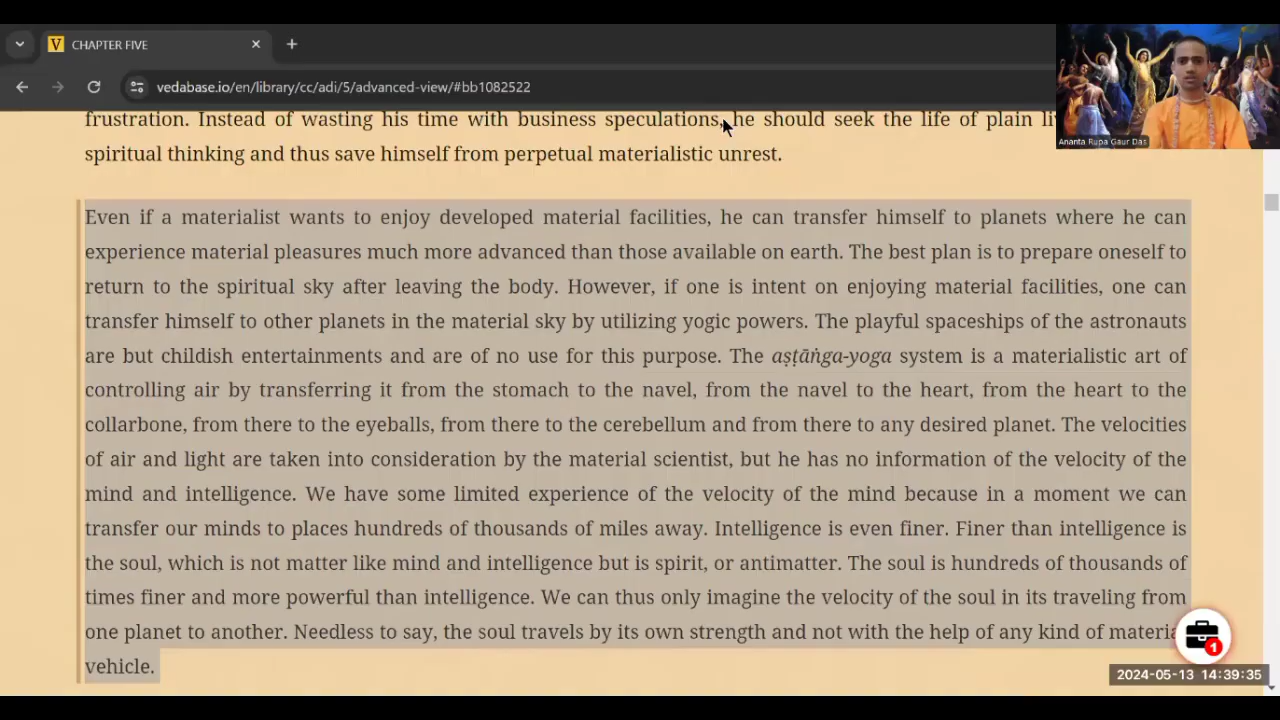 CHAPTER FIVE
vedabase.io/en/library/cc/adi/5/advanced-view/#bb1082522
Ananta Rupa Gaur Das
frustration. Instead of wasting his time with business speculations, he should seek the life of plain
spiritual thinking and thus save himself from perpetual materialistic unrest.
Even if a materialist wants to enjoy developed material facilities, he can transfer himself to planets where he can
experience material pleasures much more advanced than those available on earth. The best plan is to prepare oneself to
return to the spiritual sky after leaving the body. However, if one is intent on enjoying material facilities, one can
transfer himself to other planets in the material sky by utilizing yogic powers. The playful spaceships of the astronauts
are but childish entertainments and are of no use for this purpose. The aṣṭāṅga-yoga system is a materialistic art of
controlling air by transferring it from the stomach to the navel, from the navel to the heart, from the heart to the
collarbone, from there to the eyeballs, from there to the cerebellum and from there to any desired planet. The velocities
of air and light are taken into consideration by the material scientist, but he has no information of the velocity of the
mind and intelligence. We have some limited experience of the velocity of the mind because in a moment we can
transfer our minds to places hundreds of thousands of miles away. Intelligence is even finer. Finer than intelligence is
the soul, which is not matter like mind and intelligence but is spirit, or antimatter. The soul is hundreds of thousands of
times finer and more powerful than intelligence. We can thus only imagine the velocity of the soul in its traveling from
one planet to another. Needless to say, the soul travels by its own strength and not with the help of any kind of material
vehicle.
1
2024-05-13 14:39:35